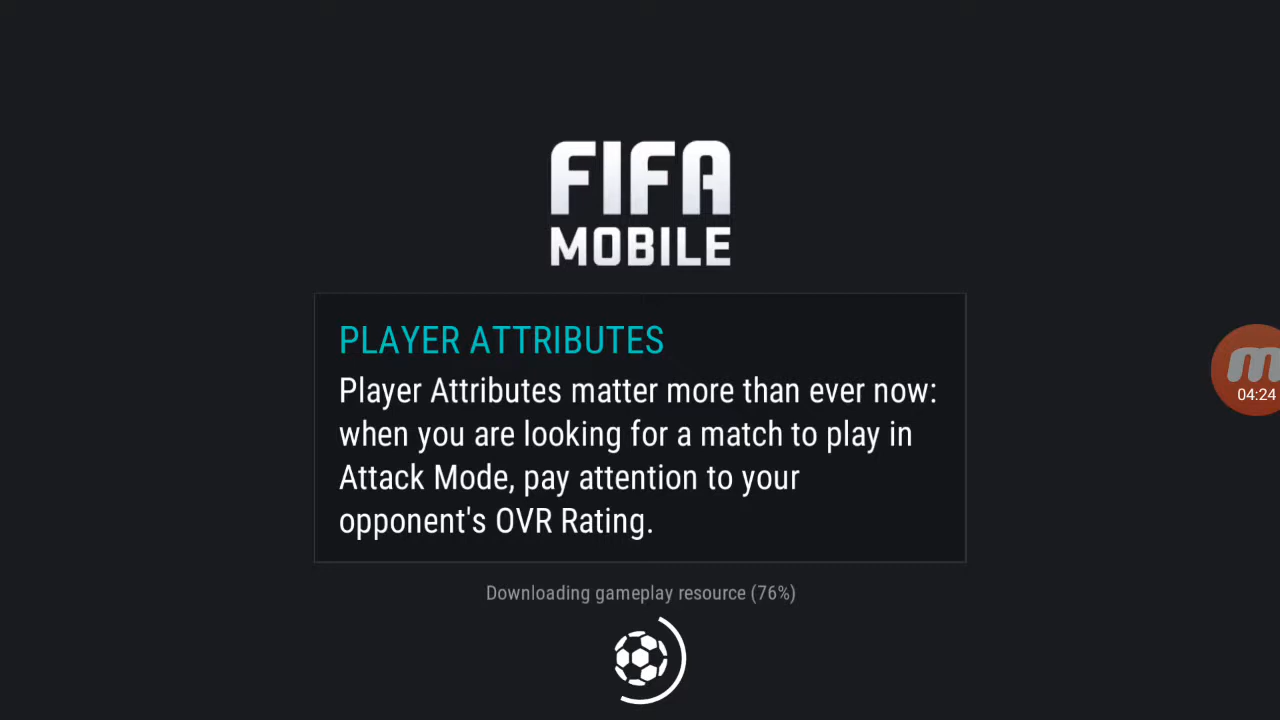 FIFA
MOBILE
PLAYER ATTRIBUTES
Player Attributes matter more than ever now:
when you are looking for a match to play in
Attack Mode, pay attention to your
opponent's OVR Rating.
Downloading gameplay resource (76%)
04:24